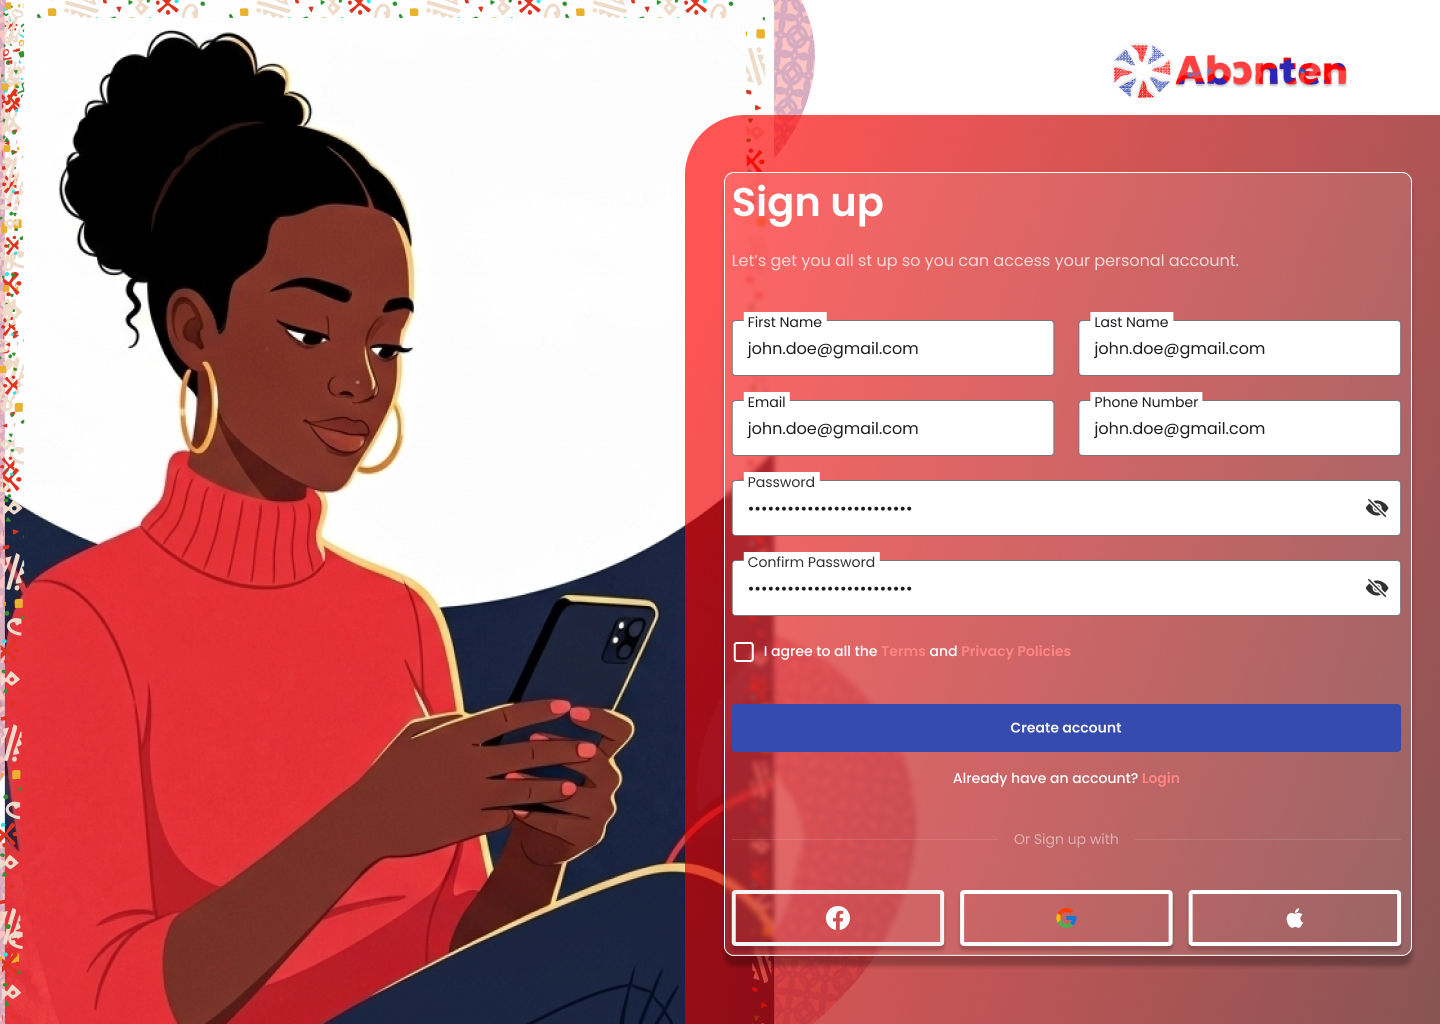 Abɔnten
Sign up
Let’s get you all st up so you can access your personal account.
First Name
john.doe@gmail.com
Last Name
john.doe@gmail.com
Email
john.doe@gmail.com
Phone Number
john.doe@gmail.com
Password
Confirm Password
I agree to all the Terms and Privacy Policies
Create account
Already have an account? Login
Or Sign up with